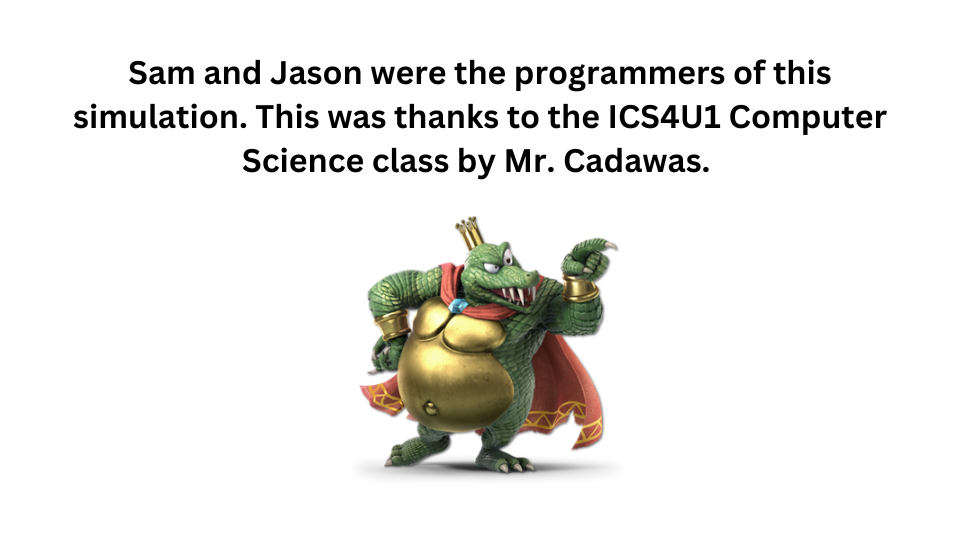 Sam and Jason were the programmers of this
simulation. This was thanks to the ICS4U1 Computer
Science class by Mr. Cadawas.